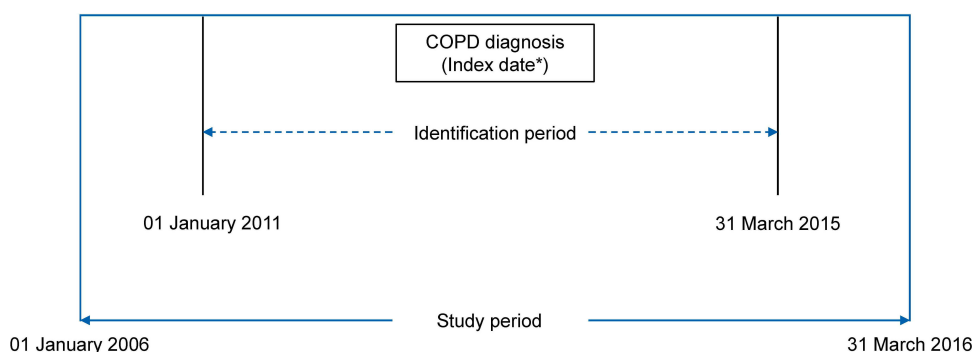 COPD diagnosis
(Index date*)
Identification period
01 January 2011
31 March 2015
Study period
01 January 2006
31 March 2016